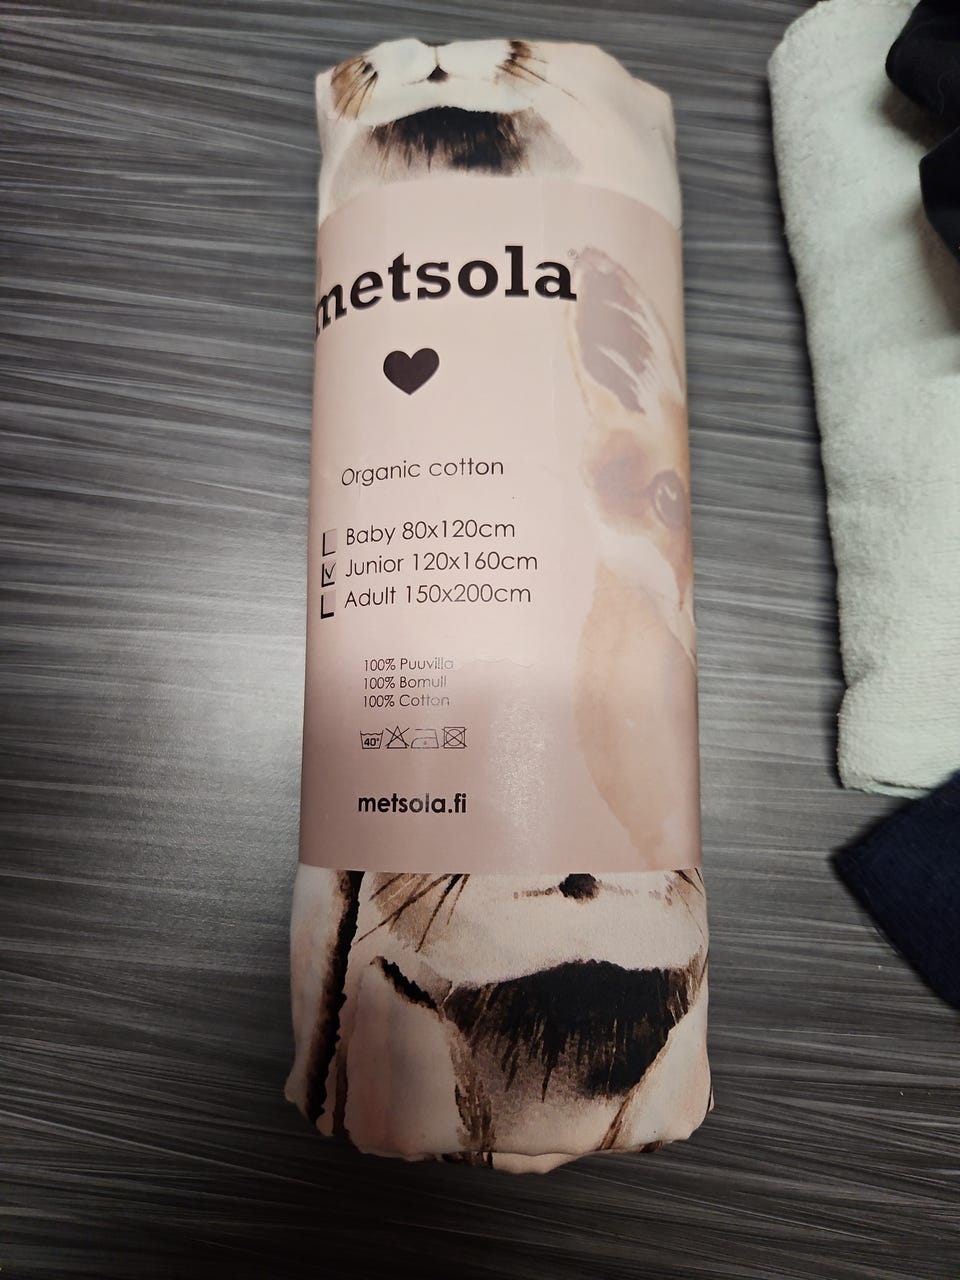 metsola®
Organic cotton
Baby 80x120cm
Junior 120x160cm
Adult 150x200cm
100% Puuvilla
100% Bomull
100% Cotton
40°
metsola.fi